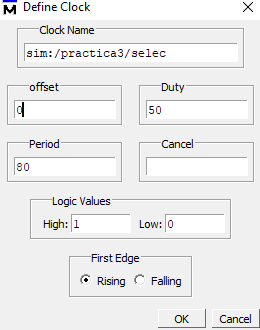 Define Clock
Clock Name
sim:/practica3/selec
offset
Duty
0
50
Period
Cancel
80
Logic Values
High: 1 Low: 0
First Edge
Rising Falling
OK Cancel